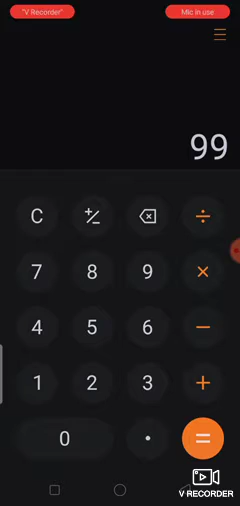 "V Recorder"
Mic in use
99
C +/- ÷
7 8 9 ×
4 5 6 −
1 2 3 +
0 . =
V RECORDER